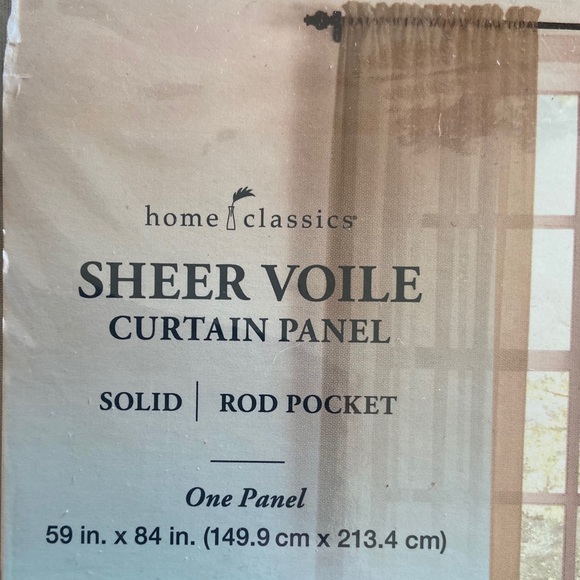 home classics®
SHEER VOILE
CURTAIN PANEL
SOLID | ROD POCKET
One Panel
59 in. x 84 in. (149.9 cm x 213.4 cm)